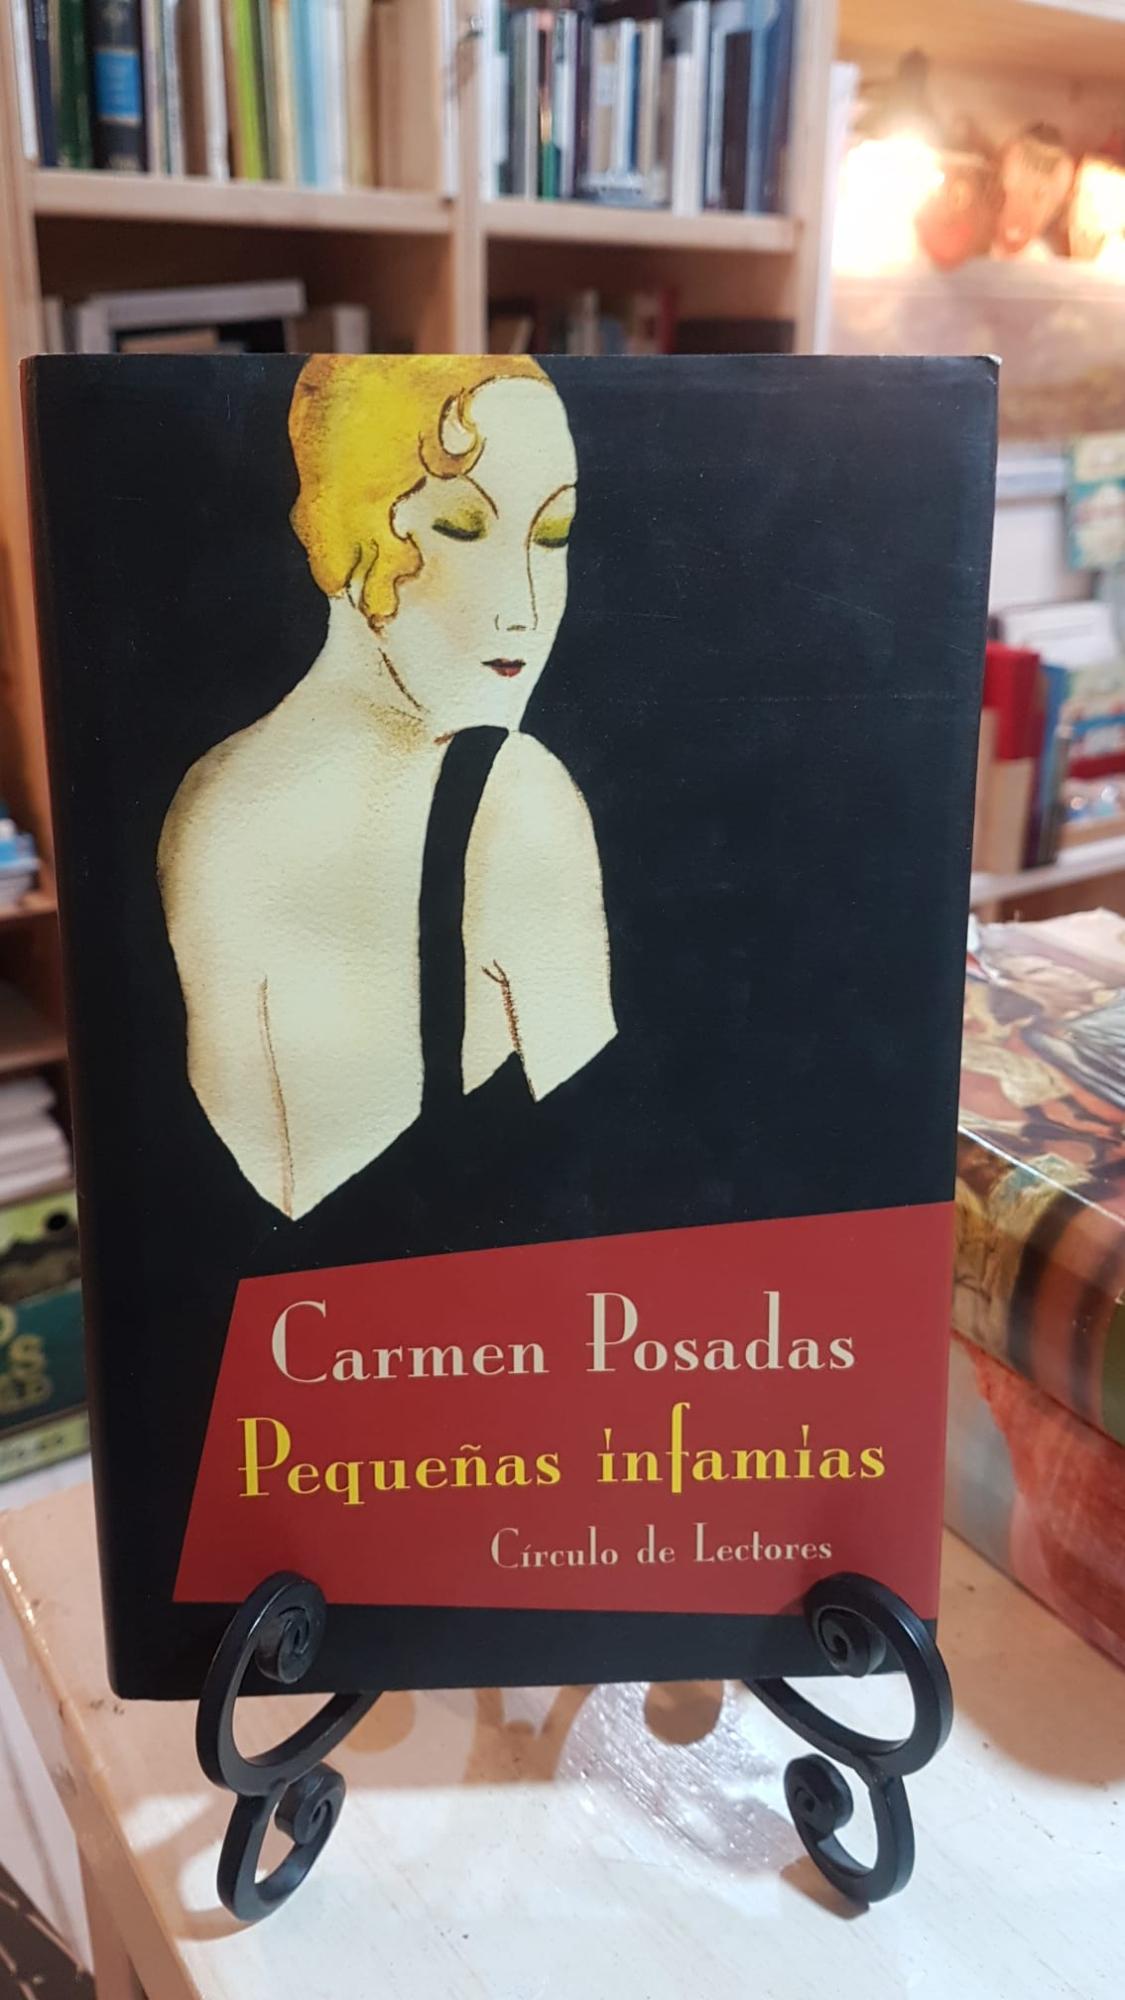 Carmen Posadas
Pequeñas infamias
Círculo de Lectores